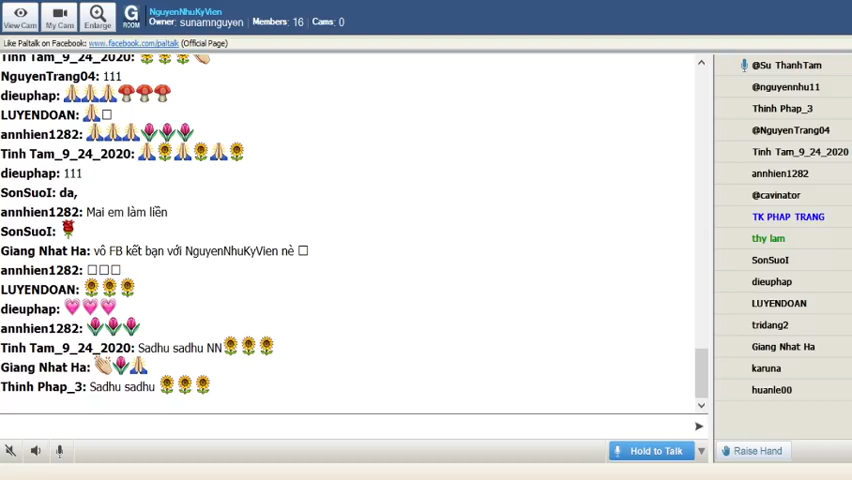 NguyenNhuKyVien
Owner: sunamnguyen Members: 16 Cams: 0
View Cam My Cam Enlarge G ROOM
Like Paltalk on Facebook: www.facebook.com/paltalk (Official Page)
Tinh Tam_9_24_2020:
NguyenTrang04: 111
dieuphap:
LUYENDOAN:
annhien1282:
Tinh Tam_9_24_2020:
dieuphap: 111
SonSuoI: da,
annhien1282: Mai em làm liền
SonSuoI:
Giang Nhat Ha: vô FB kết bạn với NguyenNhuKyVien nè
annhien1282:
LUYENDOAN:
dieuphap:
annhien1282:
Tinh Tam_9_24_2020: Sadhu sadhu NN
Giang Nhat Ha:
Thinh Phap_3: Sadhu sadhu
Hold to Talk
@Su ThanhTam
@nguyennhu11
Thinh Phap_3
@NguyenTrang04
Tinh Tam_9_24_2020
annhien1282
@cavinator
TK PHAP TRANG
thy lam
SonSuoI
dieuphap
LUYENDOAN
tridang2
Giang Nhat Ha
karuna
huanle00
Raise Hand